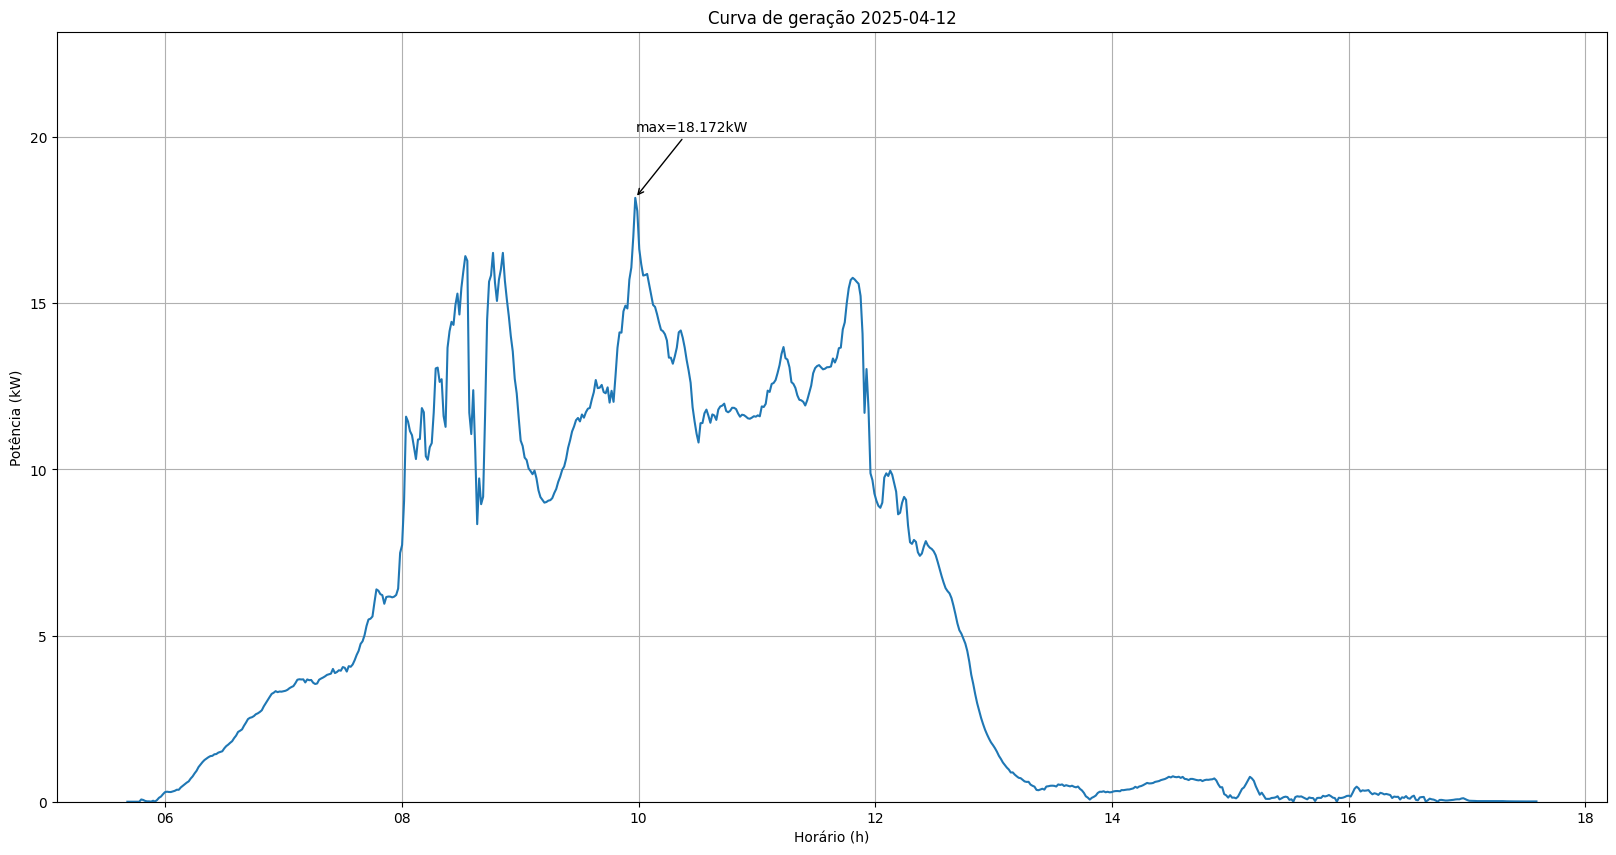 Curva de geração 2025-04-12
max=18.172kW
Potência (kW)
20
15
10
5
0
06 08 10 12 14 16 18
Horário (h)